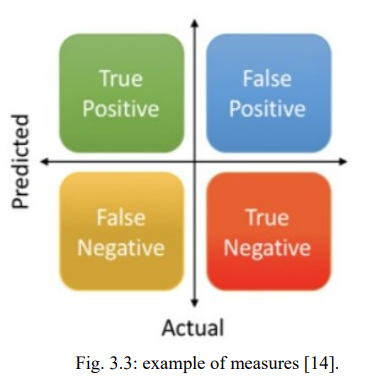 True
Positive
False
Positive
Predicted
False
Negative
True
Negative
Actual
Fig. 3.3: example of measures [14].